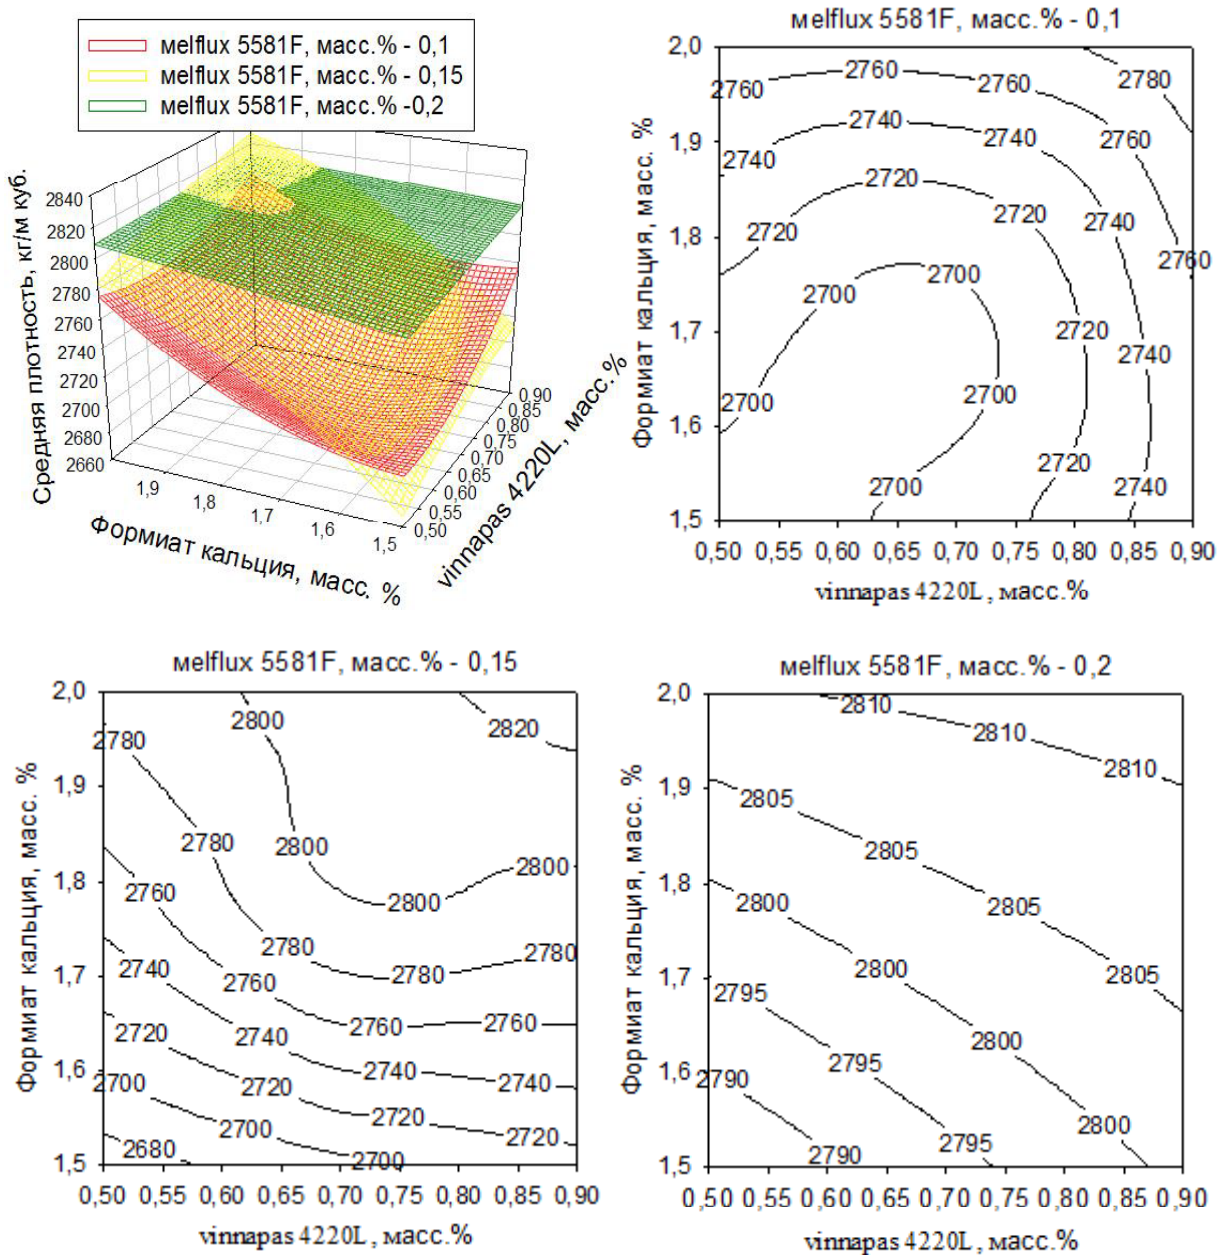 мelflux 5581F, масс.% - 0,1
мelflux 5581F, масс.% - 0,15
мelflux 5581F, масс.% -0,2
Средняя плотность, кг/м куб.
2840
2820
2800
2780
2760
2740
2720
2700
2680
2660
1,9
1,8
1,7
1,6
1,5
Формиат кальция, масс. %
0,90
0,85
0,80
0,75
0,70
0,65
0,60
0,55
0,50
vinnapas 4220L, масс.%
мelflux 5581F, масс.% - 0,1
Формиат кальция, масс. %
2,0
1,9
1,8
1,7
1,6
1,5
2780
2760 2760 2760 2760
2740 2740 2740 2740
2720 2720 2720 2760
2700 2700 2720 2740
2700 2700 2720
2700 2740
0,50 0,55 0,60 0,65 0,70 0,75 0,80 0,85 0,90
vinnapas 4220L, масс.%
мelflux 5581F, масс.% - 0,15
Формиат кальция, масс. %
2,0
1,9
1,8
1,7
1,6
1,5
2800 2820
2780
2780 2800 2800
2760 2800
2780 2780 2780
2740 2760 2760 2760
2720 2740 2740 2740
2700 2720 2720 2720
2680 2700 2700
0,50 0,55 0,60 0,65 0,70 0,75 0,80 0,85 0,90
vinnapas 4220L, масс.%
мelflux 5581F, масс.% - 0,2
Формиат кальция, масс. %
2,0
1,9
1,8
1,7
1,6
1,5
2810 2810 2810
2805 2805 2805 2805
2800 2800 2800 2800
2795 2795 2795
2790 2790
0,50 0,55 0,60 0,65 0,70 0,75 0,80 0,85 0,90
vinnapas 4220L, масс.%